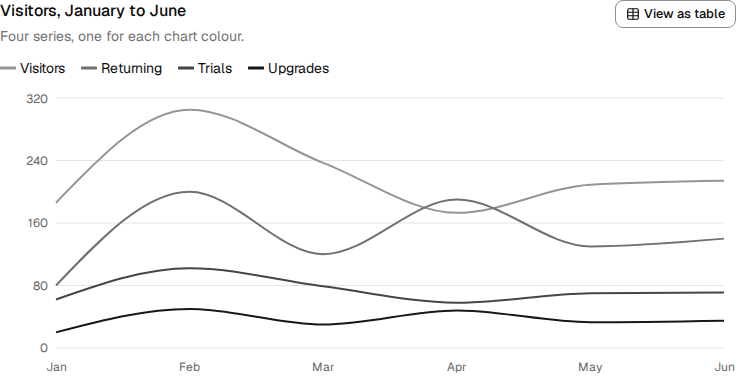 Visitors, January to June
View as table
Four series, one for each chart colour.
Visitors Returning Trials Upgrades
320
240
160
80
0
Jan Feb Mar Apr May Jun